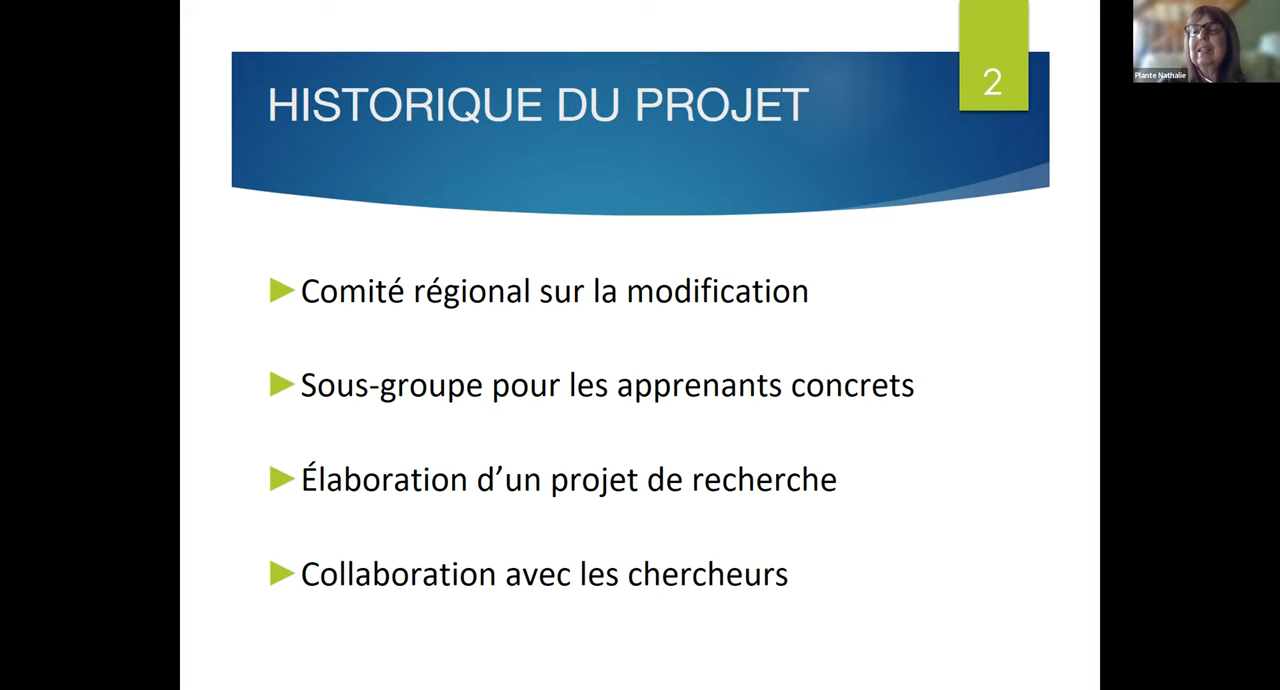 HISTORIQUE DU PROJET
2
Plante Nathalie
Comité régional sur la modification
Sous-groupe pour les apprenants concrets
Élaboration d’un projet de recherche
Collaboration avec les chercheurs